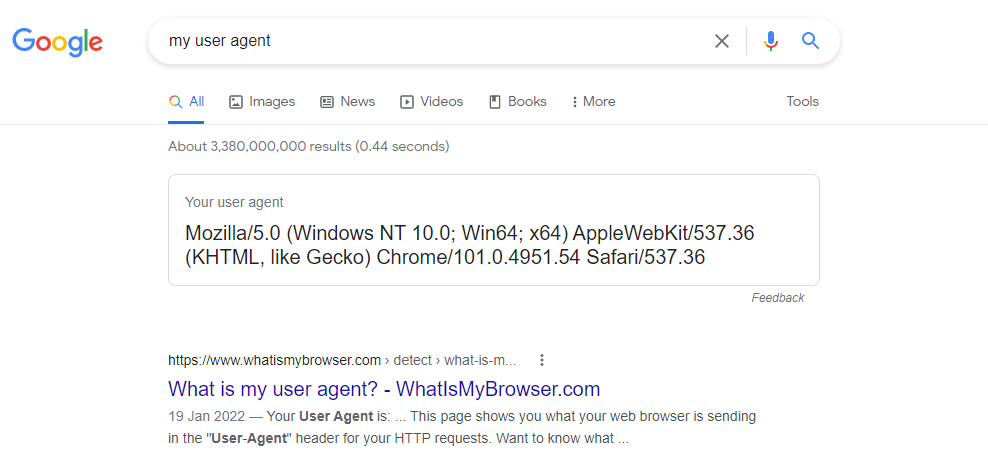 Google
my user agent
All Images News Videos Books More Tools
About 3,380,000,000 results (0.44 seconds)
Your user agent
Mozilla/5.0 (Windows NT 10.0; Win64; x64) AppleWebKit/537.36
(KHTML, like Gecko) Chrome/101.0.4951.54 Safari/537.36
Feedback
https://www.whatismybrowser.com › detect › what-is-m...
What is my user agent? - WhatIsMyBrowser.com
19 Jan 2022 — Your User Agent is: ... This page shows you what your web browser is sending
in the "User-Agent" header for your HTTP requests. Want to know what ...